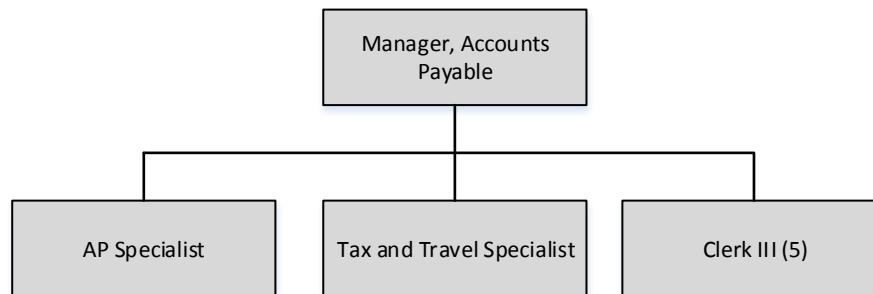 Manager, Accounts
Payable
AP Specialist
Tax and Travel Specialist
Clerk III (5)